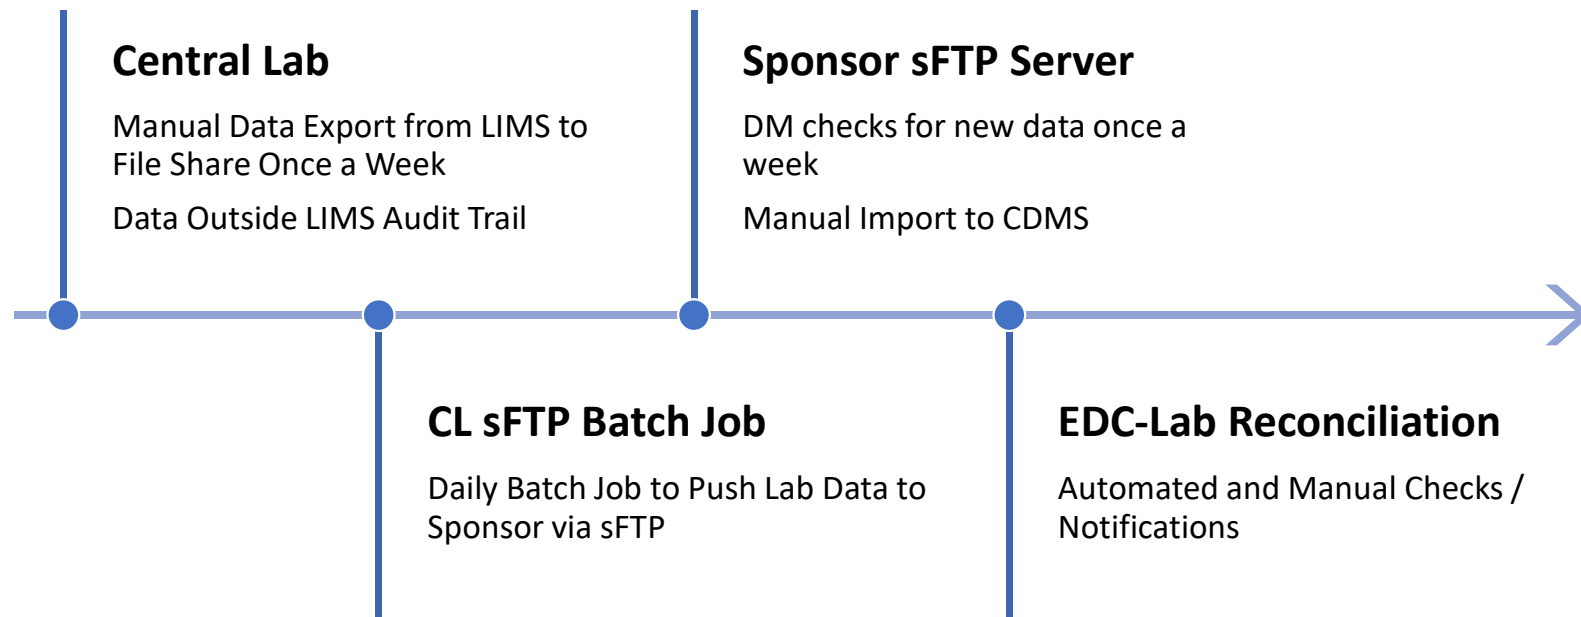 Central Lab
Manual Data Export from LIMS to
File Share Once a Week
Data Outside LIMS Audit Trail
CL sFTP Batch Job
Daily Batch Job to Push Lab Data to
Sponsor via sFTP
Sponsor sFTP Server
DM checks for new data once a
week
Manual Import to CDMS
EDC-Lab Reconciliation
Automated and Manual Checks /
Notifications